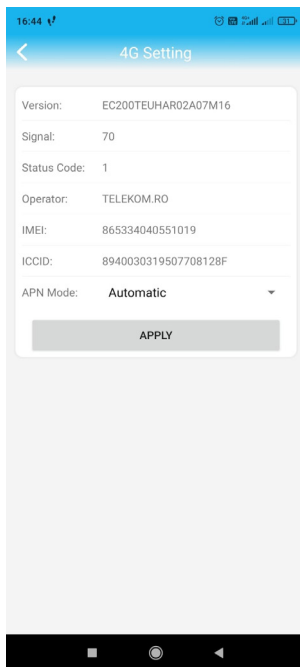 16:44
4G Setting
Version: EC200TEUHAR02A07M16
Signal: 70
Status Code: 1
Operator: TELEKOM.RO
IMEI: 865334040551019
ICCID: 8940030319507708128F
APN Mode: Automatic
APPLY